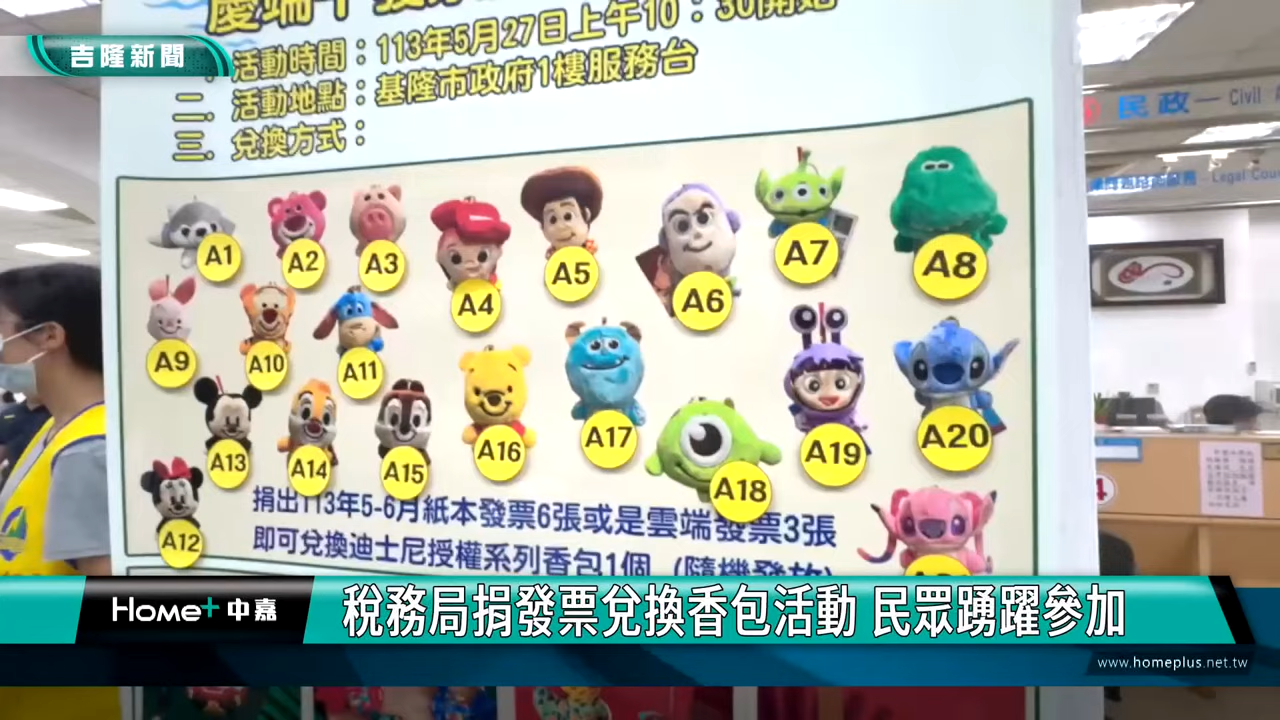 慶端午
吉隆新聞
一. 活動時間：113年5月27日上午10：30開始
二. 活動地點：基隆市政府1樓服務台
三. 兌換方式：
民政一 Civil
Legal Coun
A1
A2
A3
A4
A5
A6
A7
A8
A9
A10
A11
A12
A13
A14
A15
A16
A17
A18
A19
A20
4
捐出113年5-6月紙本發票6張或是雲端發票3張
即可兌換迪士尼授權系列香包1個（隨機發放）
Home+ 中嘉
稅務局捐發票兌換香包活動 民眾踴躍參加
www.homeplus.net.tw